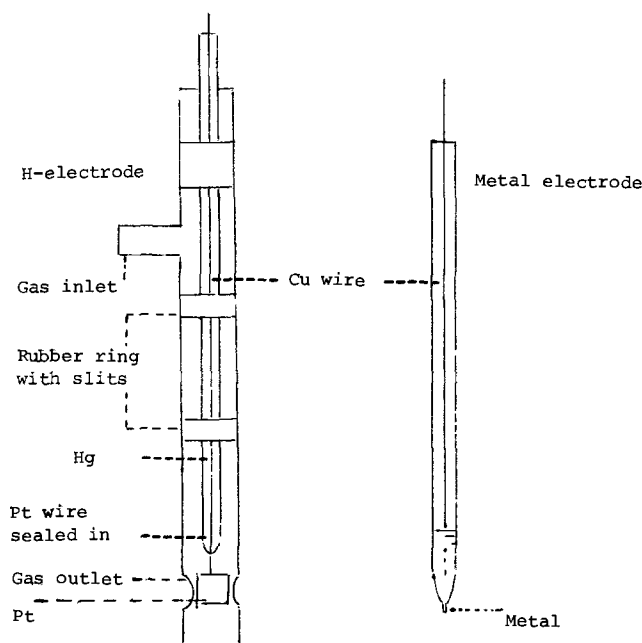 H-electrode
Metal electrode
Gas inlet
Cu wire
Rubber ring
with slits
Hg
Pt wire
sealed in
Gas outlet
Pt
Metal